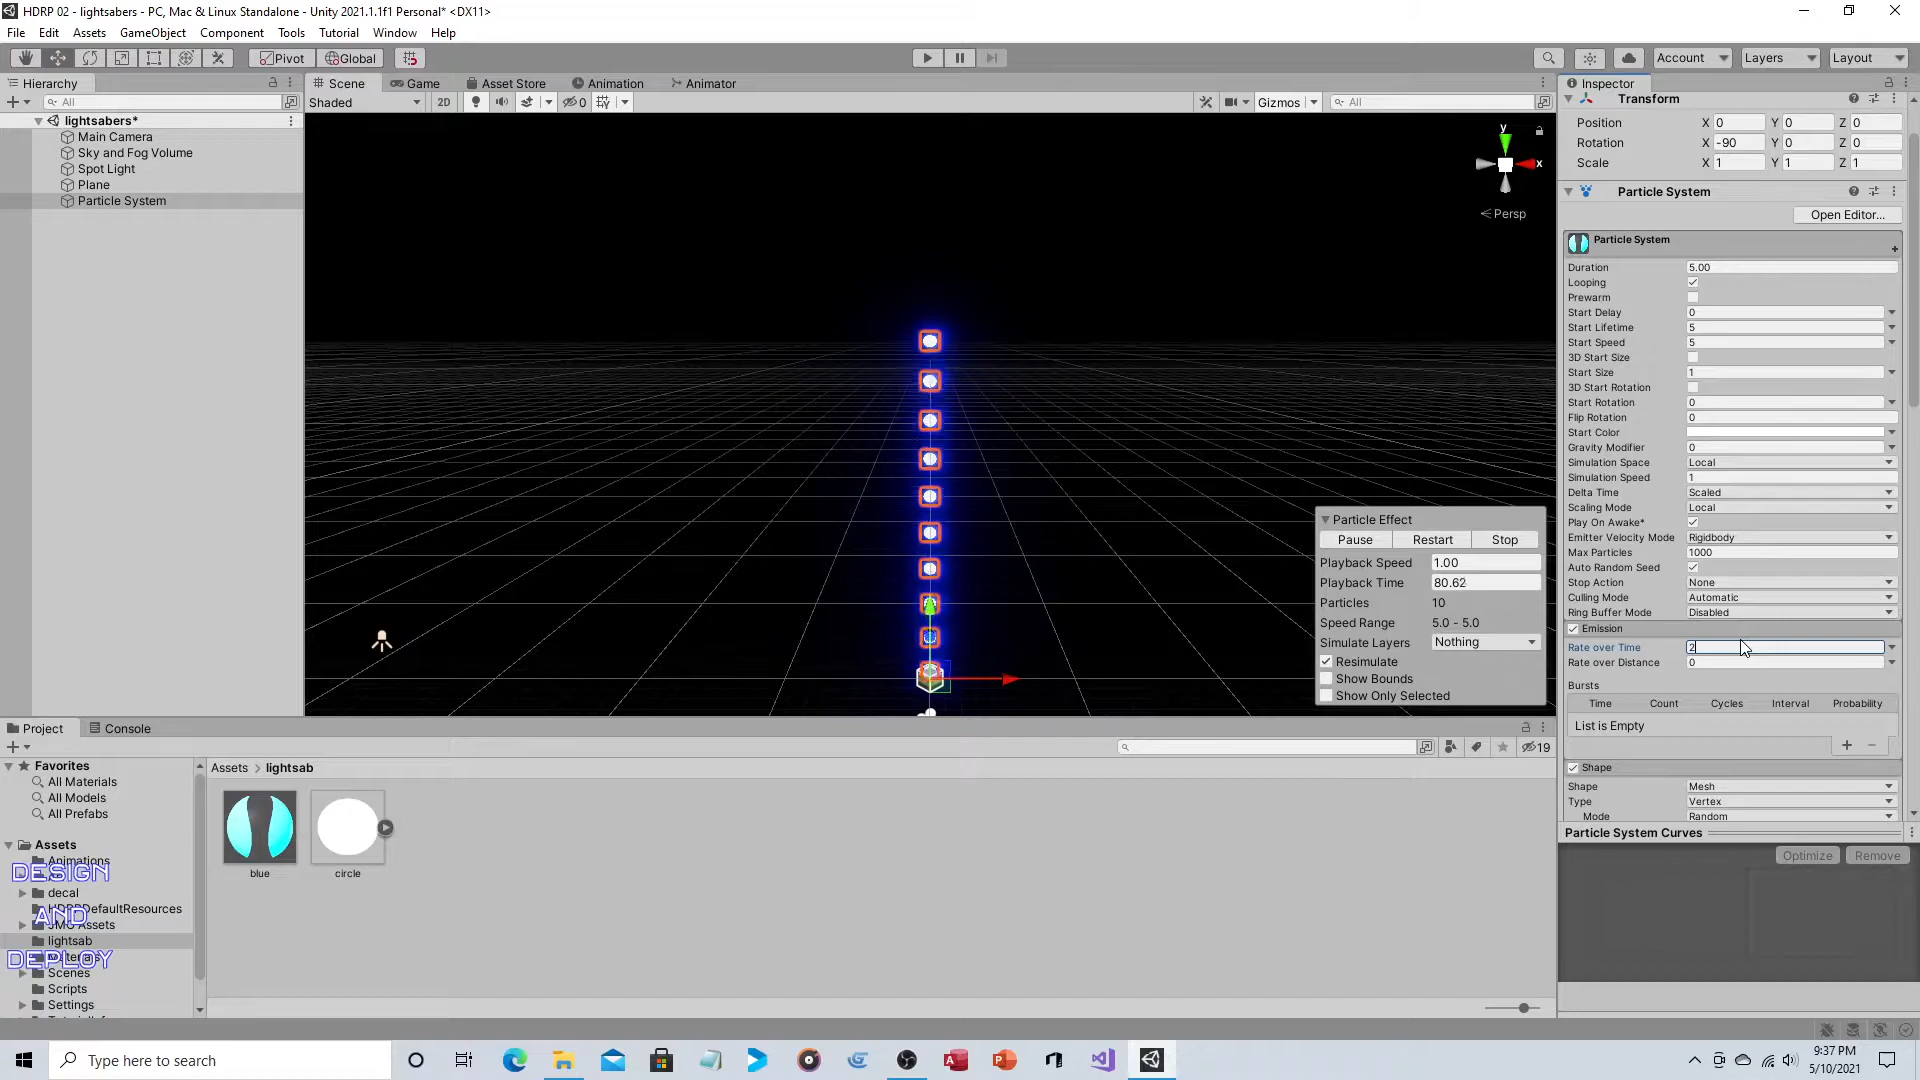 HDRP 02 - lightsabers - PC, Mac & Linux Standalone - Unity 2021.1.1f1 Personal* <DX11>
File Edit Assets GameObject Component Tools Tutorial Window Help
Pivot Global Account Layers Layout
Hierarchy
All
lightsabers*
Main Camera
Sky and Fog Volume
Spot Light
Plane
Particle System
Scene Game Asset Store Animation Animator
Shaded 2D 0 Gizmos All
y
x
Persp
Particle Effect
Pause Restart Stop
Playback Speed 1.00
Playback Time 80.62
Particles 10
Speed Range 5.0 - 5.0
Simulate Layers Nothing
Resimulate
Show Bounds
Show Only Selected
Inspector
Transform
Position X 0 Y 0 Z 0
Rotation X -90 Y 0 Z 0
Scale X 1 Y 1 Z 1
Particle System
Open Editor...
Particle System
Duration 5.00
Looping
Prewarm
Start Delay 0
Start Lifetime 5
Start Speed 5
3D Start Size
Start Size 1
3D Start Rotation
Start Rotation 0
Flip Rotation 0
Start Color
Gravity Modifier 0
Simulation Space Local
Simulation Speed 1
Delta Time Scaled
Scaling Mode Local
Play On Awake*
Emitter Velocity Mode Rigidbody
Max Particles 1000
Auto Random Seed
Stop Action None
Culling Mode Automatic
Ring Buffer Mode Disabled
Emission
Rate over Time 2
Rate over Distance 0
Bursts
Time Count Cycles Interval Probability
List is Empty
Shape
Shape Mesh
Type Vertex
Mode Random
Particle System Curves
Optimize Remove
Project Console
19
Favorites
All Materials
All Models
All Prefabs
Assets
Animations
decal
HDRPDefaultResources
Assets
lightsab
Materials
Scenes
Scripts
Settings
Assets > lightsab
blue circle
DESIGN
AND
DEPLOY
Type here to search
9:37 PM
5/10/2021